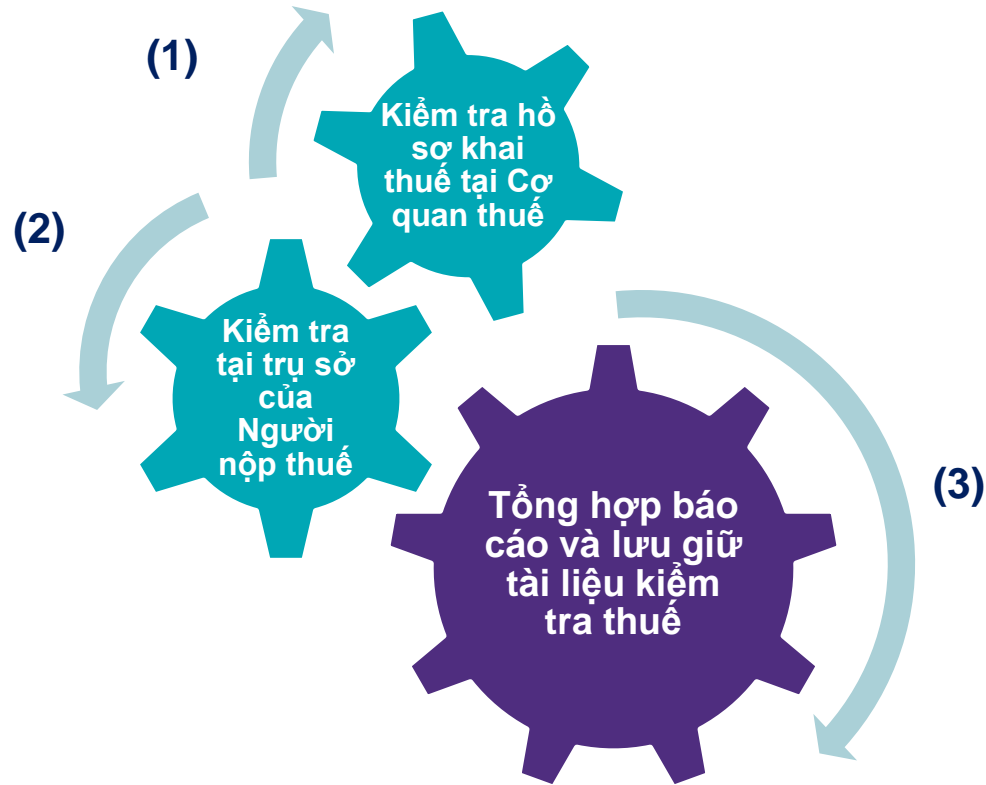 (1)
Kiểm tra hồ
sơ khai
thuế tại Cơ
quan thuế
(2)
Kiểm tra
tại trụ sở
của
Người
nộp thuế
(3)
Tổng hợp báo
cáo và lưu giữ
tài liệu kiểm
tra thuế